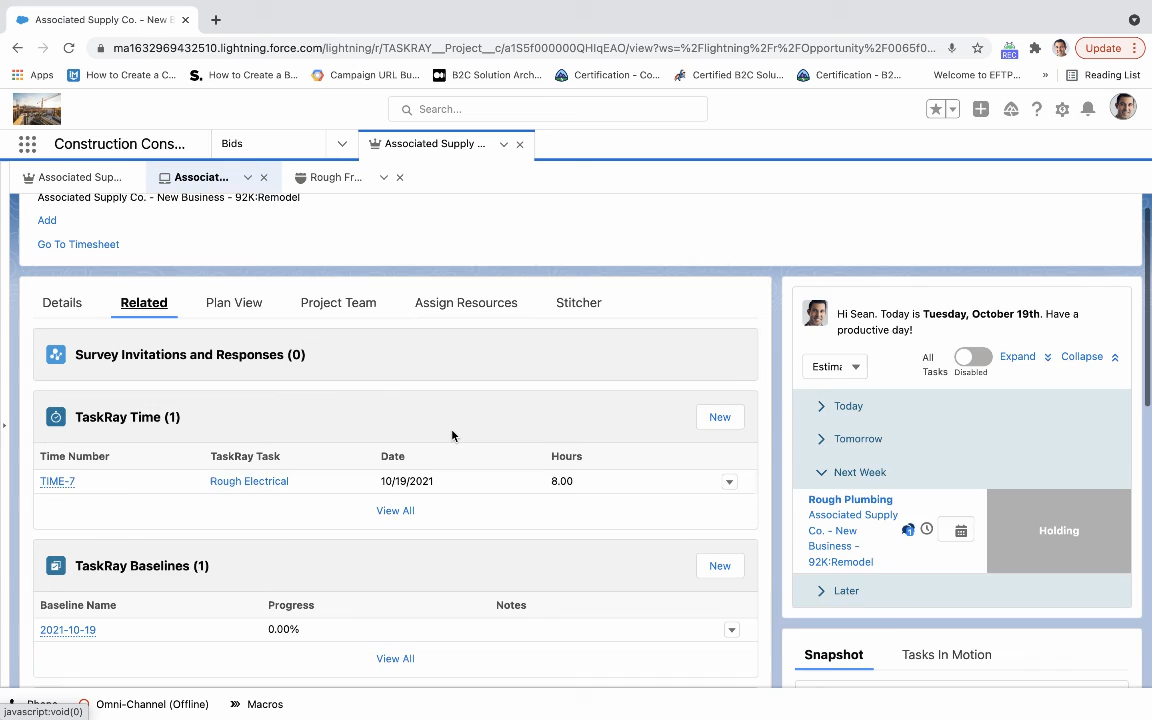 Associated Supply Co. - New B
ma1632969432510.lightning.force.com/lightning/r/TASKRAY__Project__c/a1S5f000000QHIqEAO/view?ws=%2Flightning%2Fr%2FOpportunity%2F0065f0...
REC
Update
Apps
How to Create a C...
How to Create a B...
Campaign URL Bu...
B2C Solution Arch...
Certification - Co...
Certified B2C Solu...
Certification - B2...
Welcome to EFTP...
»
Reading List
Search...
Construction Cons...
Bids
Associated Supply ...
Associated Sup...
Associat...
Rough Fr...
Associated Supply Co. - New Business - 92K:Remodel
Add
Go To Timesheet
Details
Related
Plan View
Project Team
Assign Resources
Stitcher
Survey Invitations and Responses (0)
TaskRay Time (1)
New
Time Number TaskRay Task Date Hours
TIME-7 Rough Electrical 10/19/2021 8.00
View All
TaskRay Baselines (1)
New
Baseline Name Progress Notes
2021-10-19 0.00%
View All
Hi Sean. Today is Tuesday, October 19th. Have a
productive day!
Estima
All
Tasks
Disabled
Expand
Collapse
Today
Tomorrow
Next Week
Rough Plumbing
Associated Supply
Co. - New
Business -
92K:Remodel
Holding
Later
Snapshot
Tasks In Motion
Omni-Channel (Offline)
Macros
javascript:void(0)